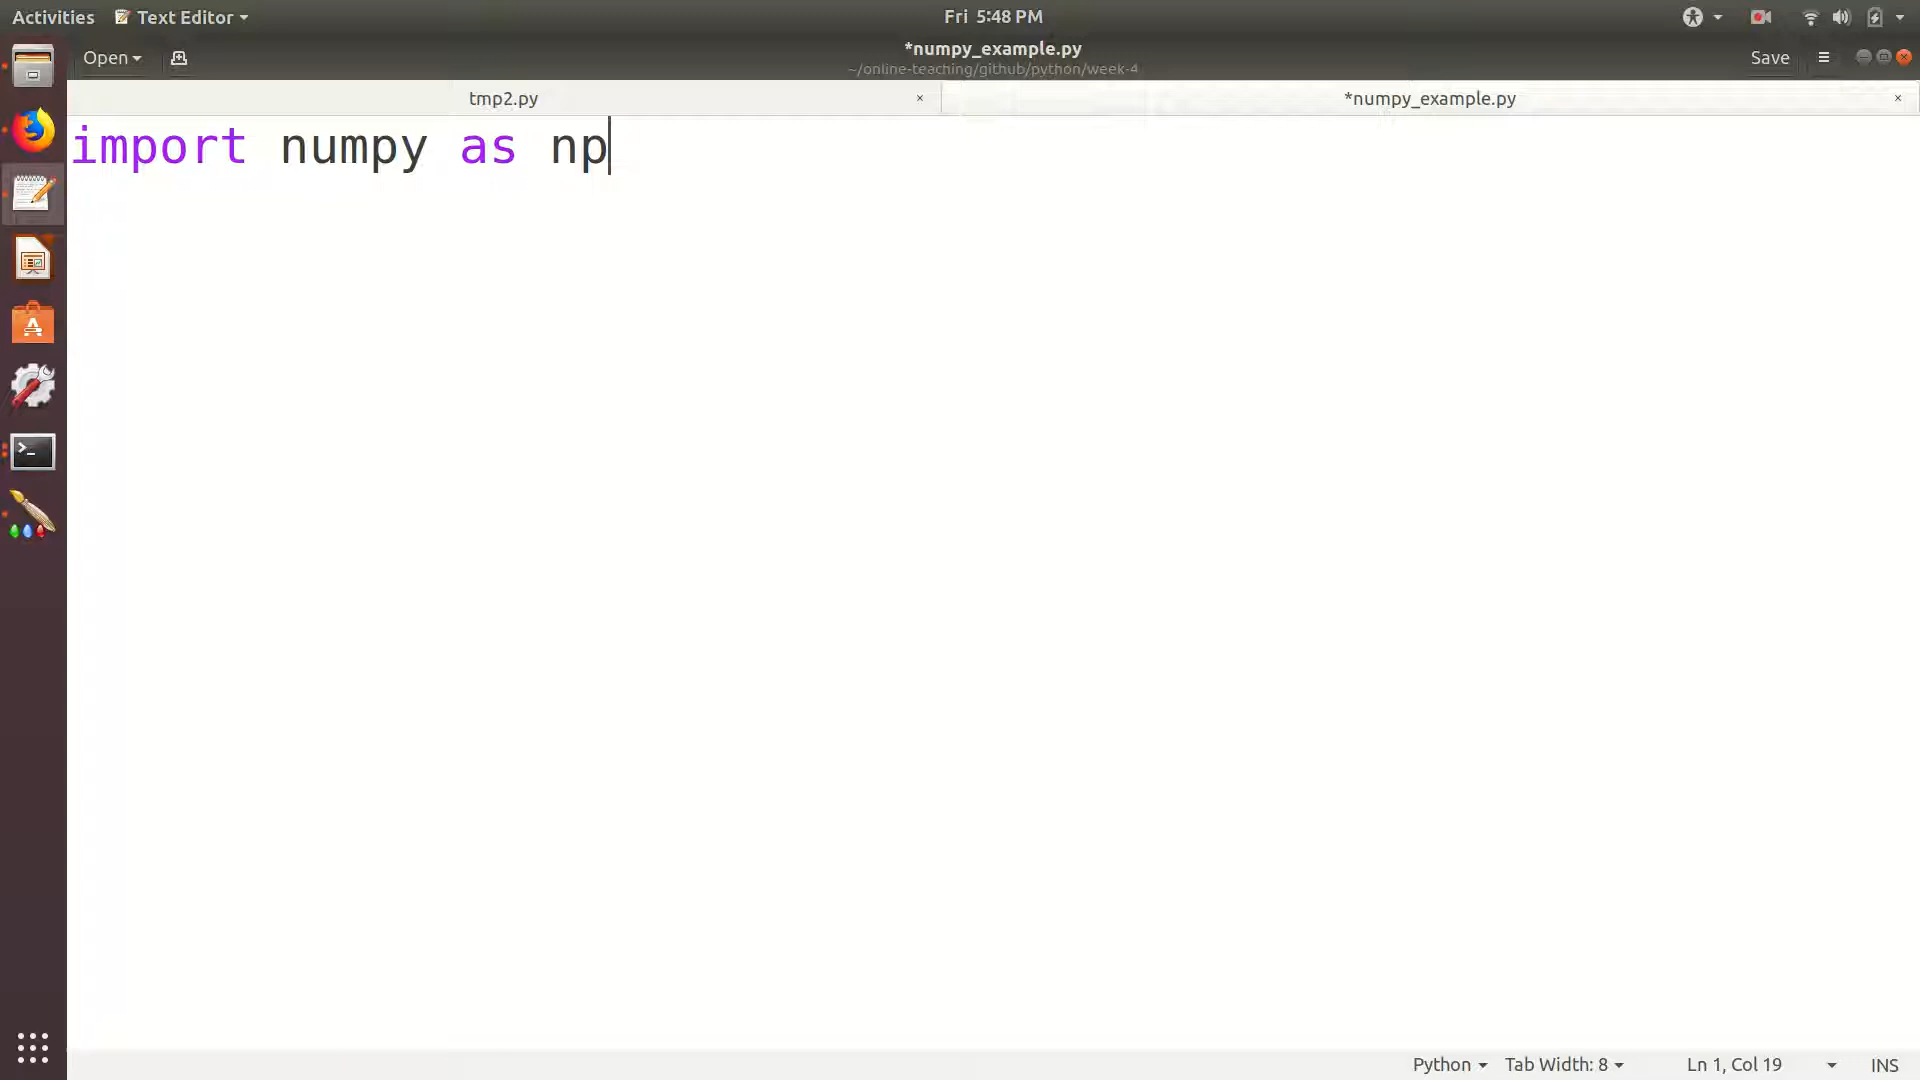 Activities Text Editor Fri 5:48 PM
Open *numpy_example.py Save
~/online-teaching/github/python/week-4
tmp2.py × *numpy_example.py ×
import numpy as np
Python Tab Width: 8 Ln 1, Col 19 INS